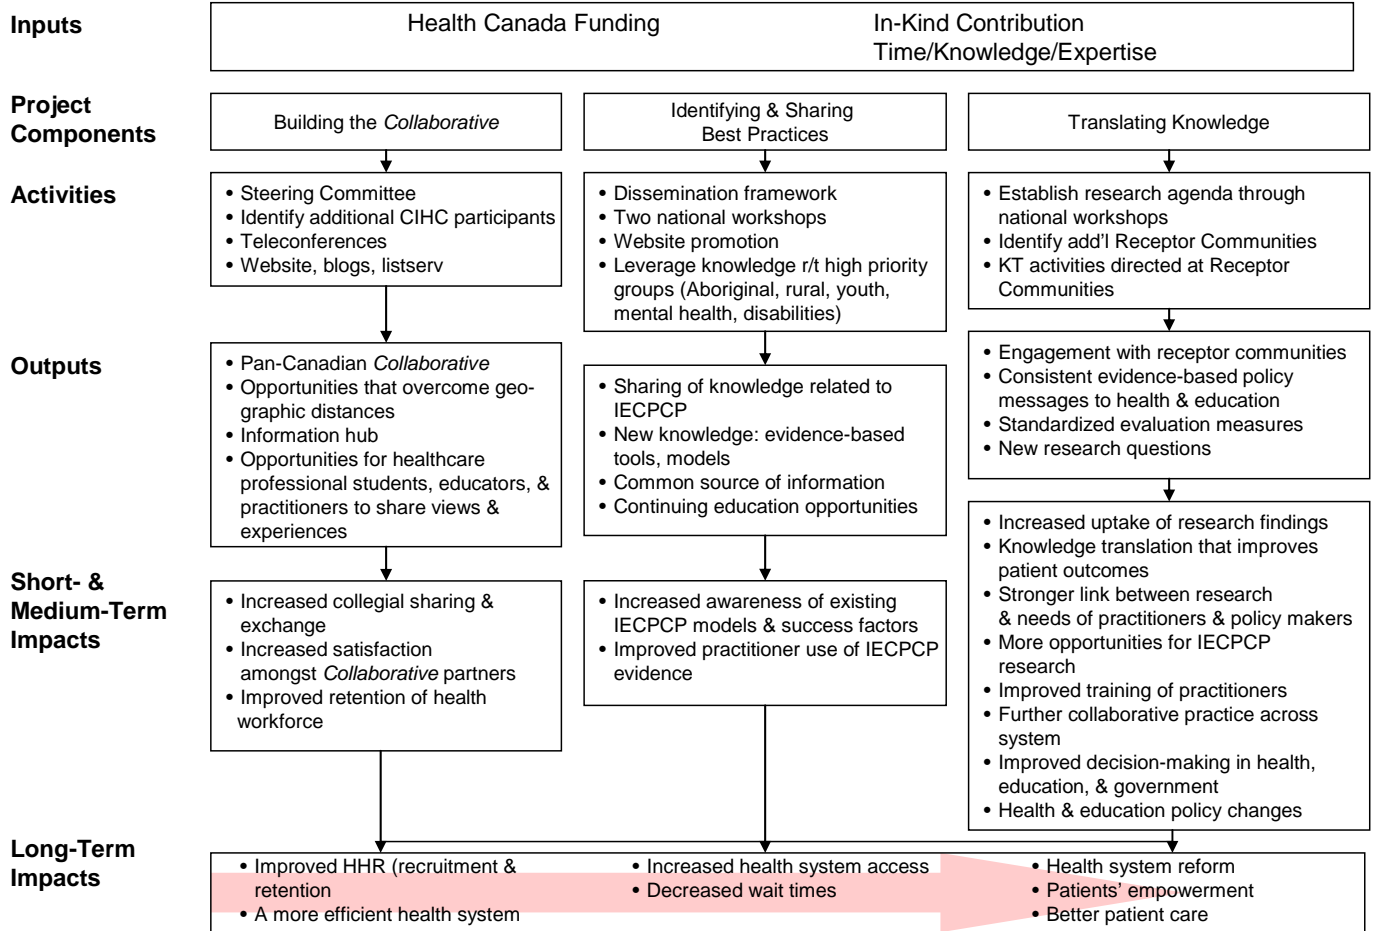 Inputs
Health Canada Funding
In-Kind Contribution
Time/Knowledge/Expertise
Project
Components
Building the Collaborative
Identifying & Sharing
Best Practices
Translating Knowledge
Activities
• Steering Committee
• Identify additional CIHC participants
• Teleconferences
• Website, blogs, listserv
• Dissemination framework
• Two national workshops
• Website promotion
• Leverage knowledge r/t high priority
groups (Aboriginal, rural, youth,
mental health, disabilities)
• Establish research agenda through
national workshops
• Identify add'l Receptor Communities
• KT activities directed at Receptor
Communities
Outputs
• Pan-Canadian Collaborative
• Opportunities that overcome geo-
graphic distances
• Information hub
• Opportunities for healthcare
professional students, educators, &
practitioners to share views &
experiences
• Sharing of knowledge related to
IECPCP
• New knowledge: evidence-based
tools, models
• Common source of information
• Continuing education opportunities
• Engagement with receptor communities
• Consistent evidence-based policy
messages to health & education
• Standardized evaluation measures
• New research questions
Short- &
Medium-Term
Impacts
• Increased collegial sharing &
exchange
• Increased satisfaction
amongst Collaborative partners
• Improved retention of health
workforce
• Increased awareness of existing
IECPCP models & success factors
• Improved practitioner use of IECPCP
evidence
• Increased uptake of research findings
• Knowledge translation that improves
patient outcomes
• Stronger link between research
& needs of practitioners & policy makers
• More opportunities for IECPCP
research
• Improved training of practitioners
• Further collaborative practice across
system
• Improved decision-making in health,
education, & government
• Health & education policy changes
Long-Term
Impacts
• Improved HHR (recruitment &
retention
• A more efficient health system
• Increased health system access
• Decreased wait times
• Health system reform
• Patients' empowerment
• Better patient care